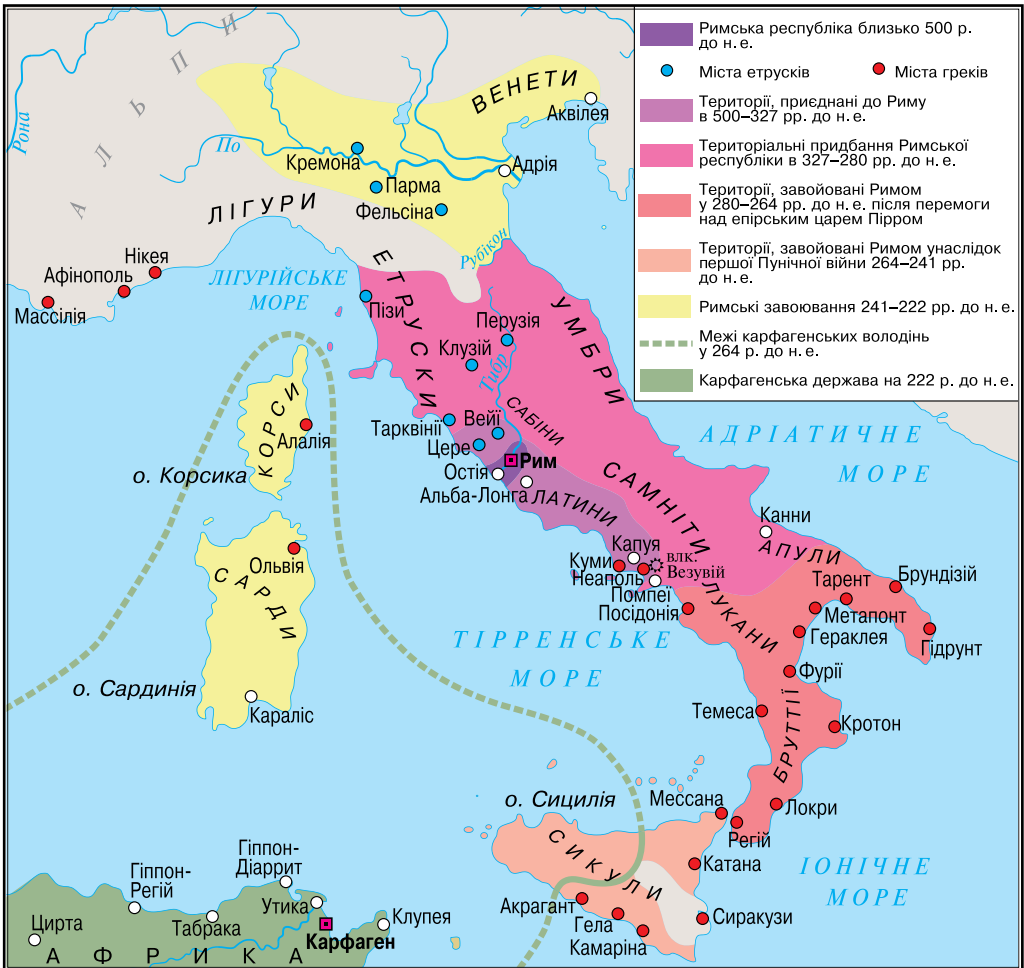 Римська республіка близько 500 р.
до н.е.
Міста етрусків
Міста греків
Території, приєднані до Риму
в 500–327 рр. до н.е.
Територіальні придбання Римської
республіки в 327–280 рр. до н.е.
Території, завойовані Римом
у 280–264 рр. до н.е. після перемоги
над епірським царем Пірром
Території, завойовані Римом унаслідок
першої Пунічної війни 264–241 рр.
до н.е.
Римські завоювання 241–222 рр. до н.е.
Межі карфагенських володінь
у 264 р. до н.е.
Карфагенська держава на 222 р. до н.е.
АЛЬПИ
Рона
ВЕНЕТИ
Аквілея
По
Кремона
Адрія
Парма
Фельсіна
ЛІГУРИ
Рубікон
Нікея
Афінополь
Массілія
ЛІГУРІЙСЬКЕ
МОРЕ
Пізи
ЕТРУСКИ
УМБРИ
Перузія
Клузій
Тибр
САБІНИ
Тарквінії
Вейї
Цере
Рим
Остія
Альба-Лонга
ЛАТИНИ
САМНІТИ
АДРІАТИЧНЕ
МОРЕ
КОРСИ
Алалія
о. Корсика
Канни
АПУЛИ
Капуя
Куми
влк.
Везувій
Неаполь
Помпеї
Посідонія
ЛУКАНИ
Тарент
Брундізій
Метапонт
Гераклея
Гідрунт
Фурії
Ольвія
САРДИ
о. Сардинія
Караліс
ТІРРЕНСЬКЕ
МОРЕ
Темеса
Кротон
БРУТТІЇ
Локри
Мессана
Регій
о. Сицилія
СИКУЛИ
Катана
ІОНІЧНЕ
МОРЕ
Акрагант
Гела
Камаріна
Сиракузи
Гіппон-
Діаррит
Гіппон-
Регій
Утика
Клупея
Цирта
Табрака
Карфаген
АФРИКА